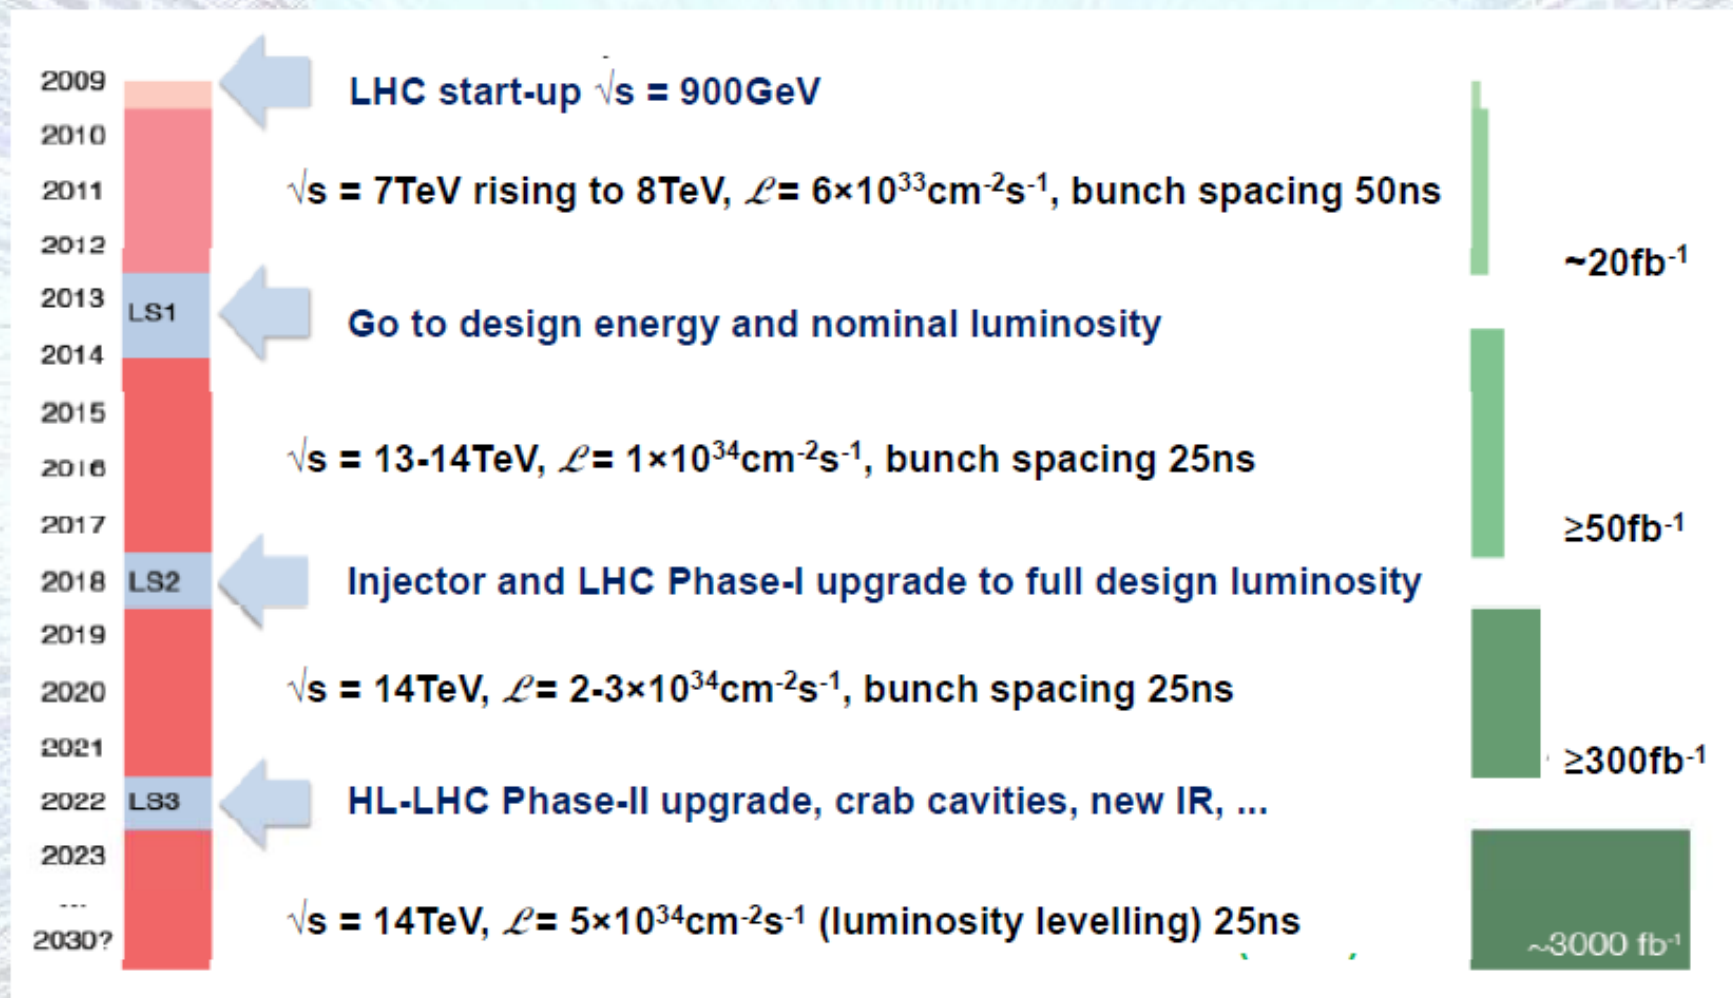 2009
LHC start-up √s = 900GeV
2010
2011
√s = 7TeV rising to 8TeV, ℒ= 6×10³³cm⁻²s⁻¹, bunch spacing 50ns
2012
~20fb⁻¹
2013
LS1
Go to design energy and nominal luminosity
2014
2015
2016
√s = 13-14TeV, ℒ= 1×10³⁴cm⁻²s⁻¹, bunch spacing 25ns
2017
≥50fb⁻¹
2018
LS2
Injector and LHC Phase-I upgrade to full design luminosity
2019
2020
√s = 14TeV, ℒ= 2-3×10³⁴cm⁻²s⁻¹, bunch spacing 25ns
2021
≥300fb⁻¹
2022
LS3
HL-LHC Phase-II upgrade, crab cavities, new IR, ...
2023
---
2030?
√s = 14TeV, ℒ= 5×10³⁴cm⁻²s⁻¹ (luminosity levelling) 25ns
~3000 fb⁻¹